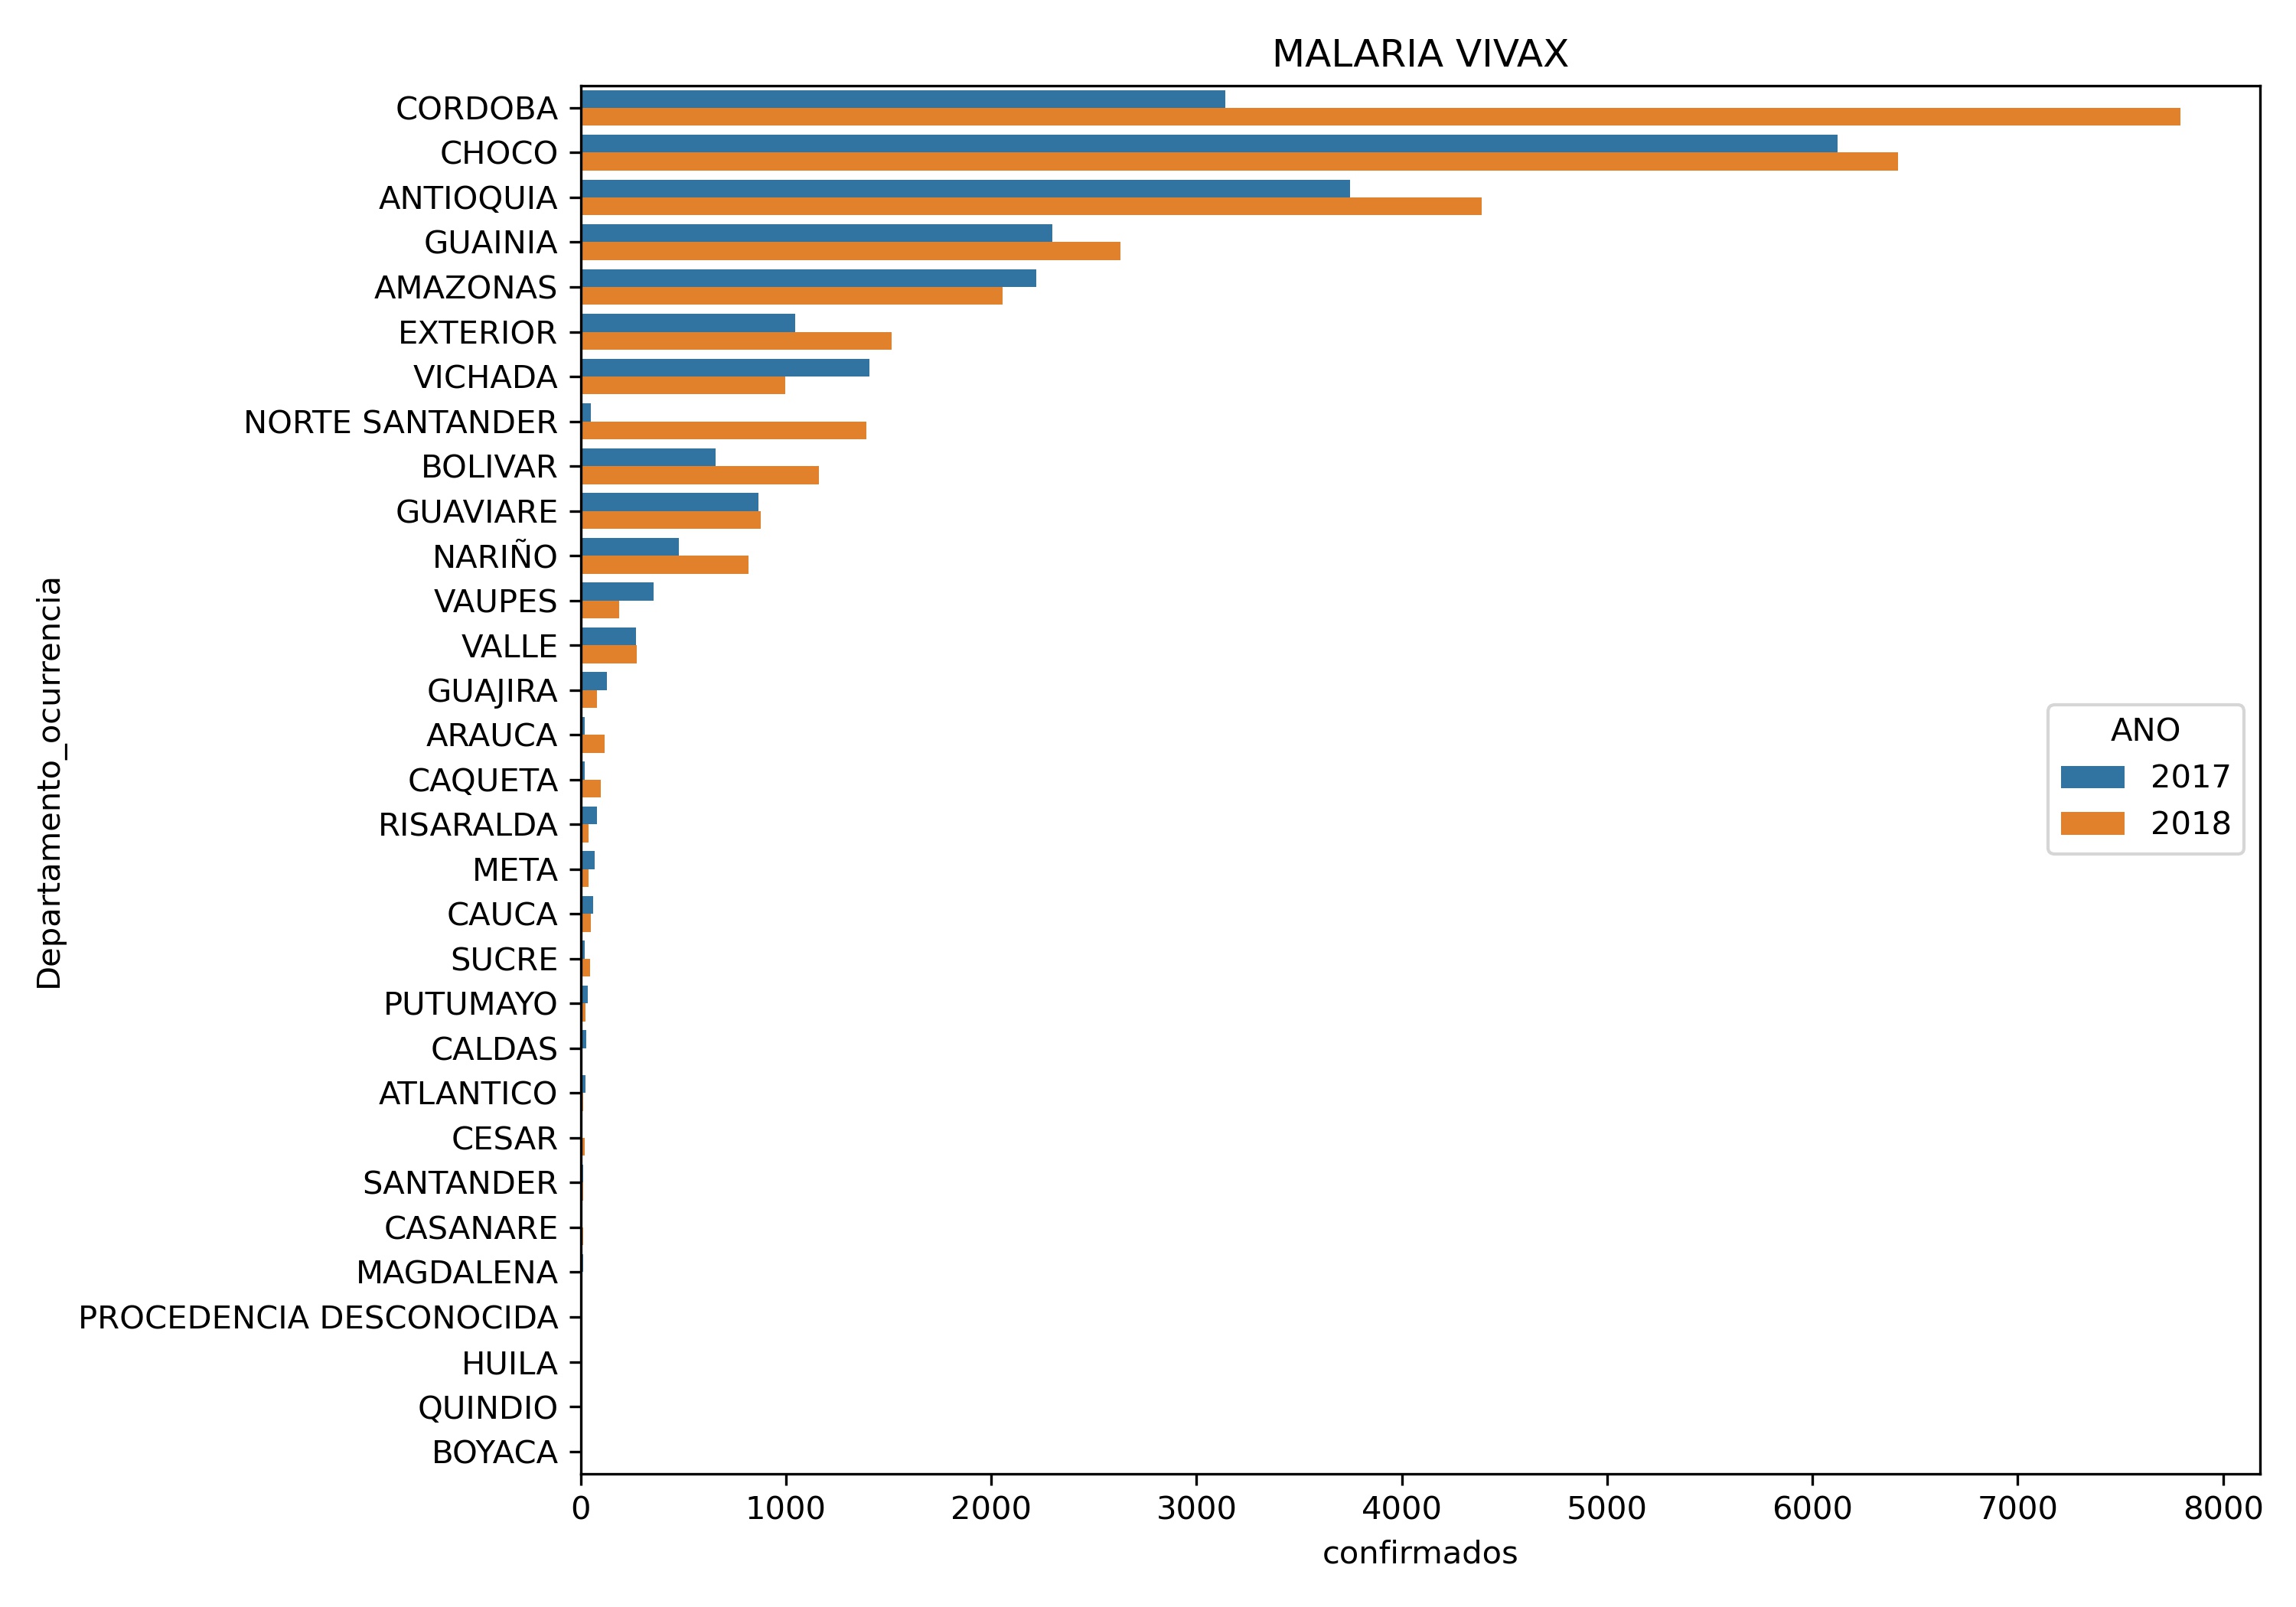 MALARIA VIVAX
CORDOBA
CHOCO
ANTIOQUIA
GUAINIA
AMAZONAS
EXTERIOR
VICHADA
NORTE SANTANDER
BOLIVAR
GUAVIARE
NARIÑO
VAUPES
VALLE
GUAJIRA
ARAUCA
CAQUETA
RISARALDA
META
CAUCA
SUCRE
PUTUMAYO
CALDAS
ATLANTICO
CESAR
SANTANDER
CASANARE
MAGDALENA
PROCEDENCIA DESCONOCIDA
HUILA
QUINDIO
BOYACA
Departamento_ocurrencia
ANO
2017
2018
0 1000 2000 3000 4000 5000 6000 7000 8000
confirmados